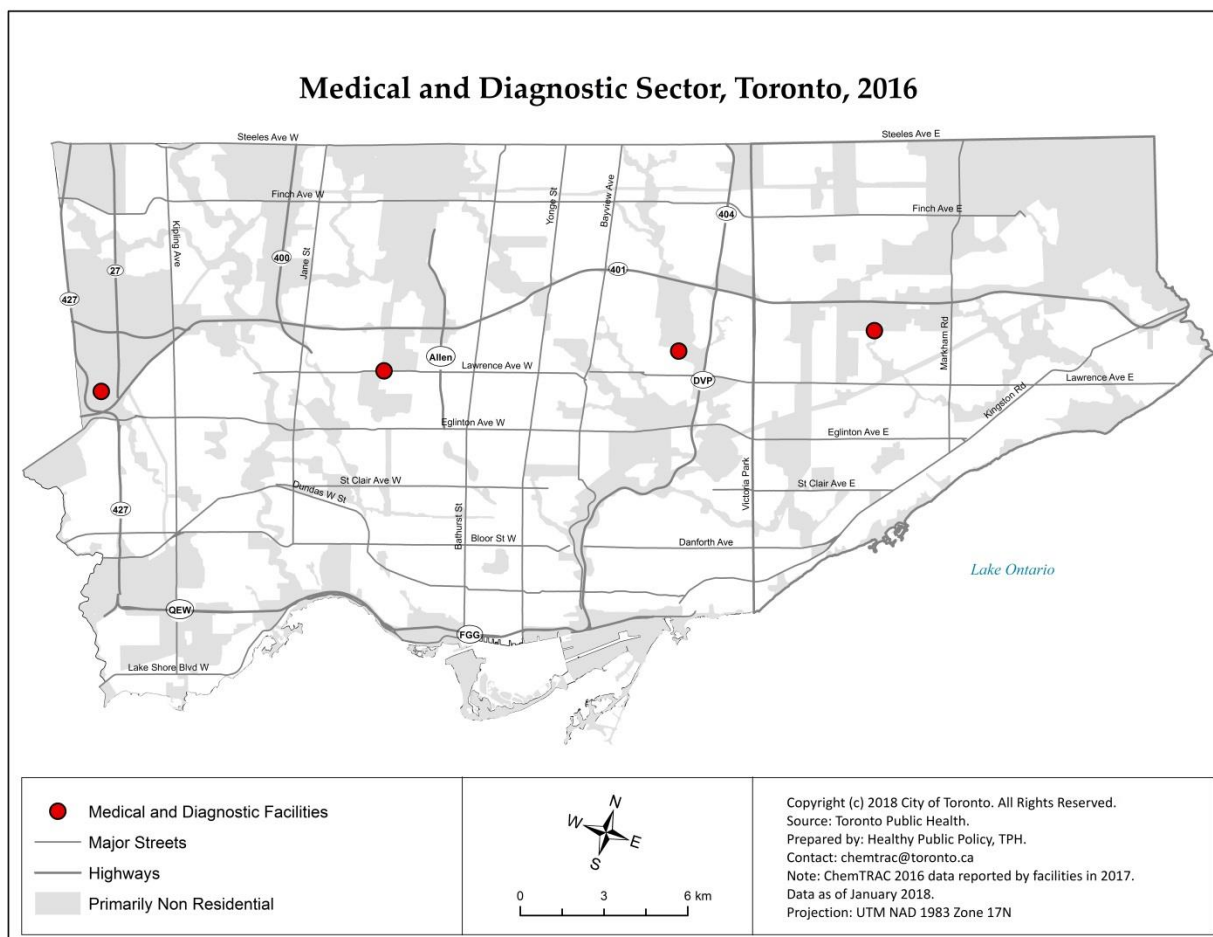 Medical and Diagnostic Sector, Toronto, 2016
Steeles Ave W
Steeles Ave E
Finch Ave W
Finch Ave E
Kipling Ave
Jane St
Yonge St
Bayview Ave
404
27
400
401
427
Allen
Lawrence Ave W
DVP
Markham Rd
Lawrence Ave E
Kingston Rd
Eglinton Ave W
Eglinton Ave E
St Clair Ave W
St Clair Ave E
Dundas W St
Victoria Park
427
Bathurst St
Bloor St W
Danforth Ave
Lake Ontario
QEW
FGG
Lake Shore Blvd W
Medical and Diagnostic Facilities
Major Streets
Highways
Primarily Non Residential
N
W
E
S
0 3 6 km
Copyright (c) 2018 City of Toronto. All Rights Reserved.
Source: Toronto Public Health.
Prepared by: Healthy Public Policy, TPH.
Contact: chemtrac@toronto.ca
Note: ChemTRAC 2016 data reported by facilities in 2017.
Data as of January 2018.
Projection: UTM NAD 1983 Zone 17N